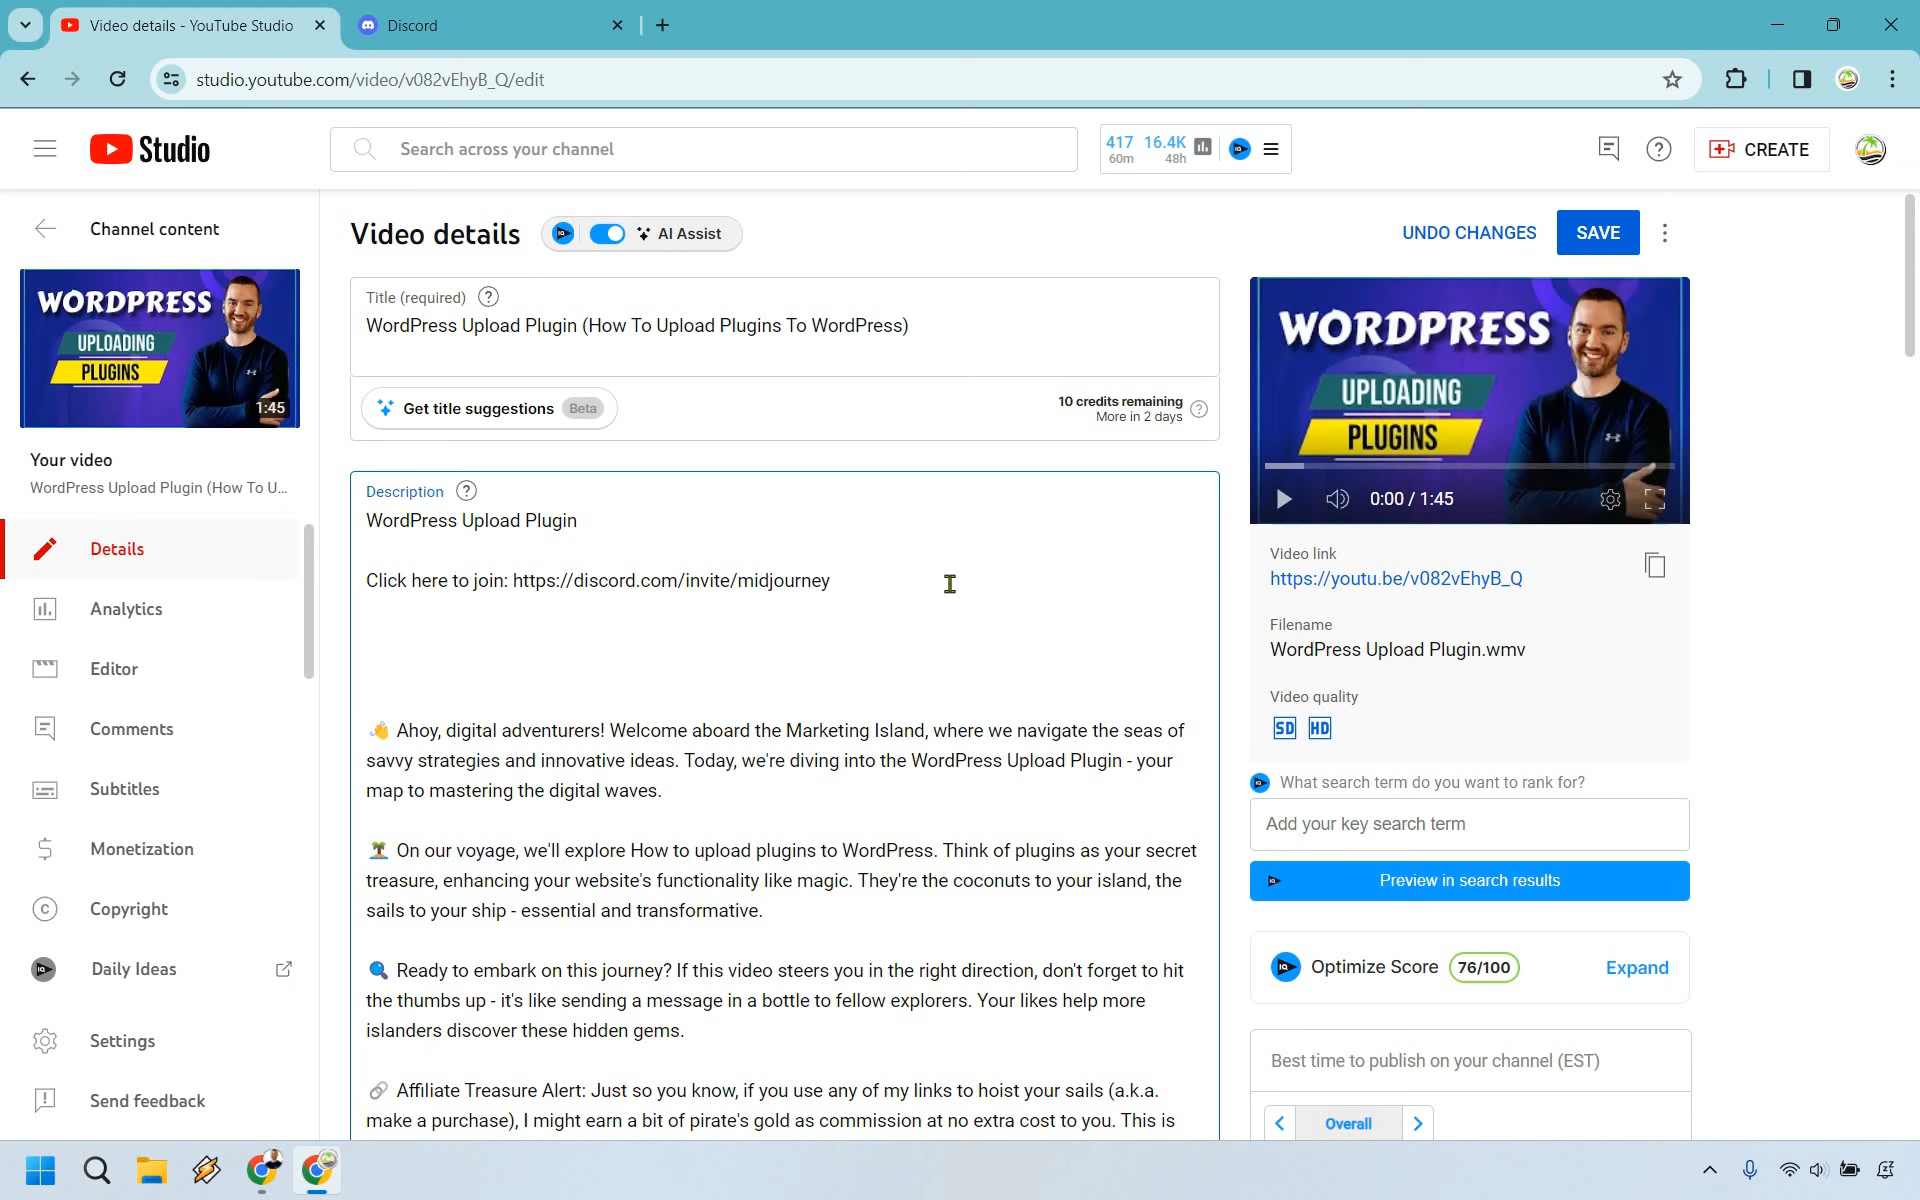 Video details - YouTube Studio
Discord
studio.youtube.com/video/v082vEhyB_Q/edit
Studio
Search across your channel
417 16.4K
60m 48h
CREATE
Channel content
WORDPRESS
UPLOADING
PLUGINS
1:45
Your video
WordPress Upload Plugin (How To U...
Details
Analytics
Editor
Comments
Subtitles
Monetization
Copyright
Daily Ideas
Settings
Send feedback
Video details
AI Assist
UNDO CHANGES
SAVE
Title (required)
WordPress Upload Plugin (How To Upload Plugins To WordPress)
Get title suggestions Beta
10 credits remaining
More in 2 days
Description
WordPress Upload Plugin
Click here to join: https://discord.com/invite/midjourney
👋 Ahoy, digital adventurers! Welcome aboard the Marketing Island, where we navigate the seas of
savvy strategies and innovative ideas. Today, we're diving into the WordPress Upload Plugin - your
map to mastering the digital waves.
🏝️ On our voyage, we'll explore How to upload plugins to WordPress. Think of plugins as your secret
treasure, enhancing your website's functionality like magic. They're the coconuts to your island, the
sails to your ship - essential and transformative.
🔍 Ready to embark on this journey? If this video steers you in the right direction, don't forget to hit
the thumbs up - it's like sending a message in a bottle to fellow explorers. Your likes help more
islanders discover these hidden gems.
🔗 Affiliate Treasure Alert: Just so you know, if you use any of my links to hoist your sails (a.k.a.
make a purchase), I might earn a bit of pirate's gold as commission at no extra cost to you. This is
WORDPRESS
UPLOADING
PLUGINS
0:00 / 1:45
Video link
https://youtu.be/v082vEhyB_Q
Filename
WordPress Upload Plugin.wmv
Video quality
SD HD
What search term do you want to rank for?
Add your key search term
Preview in search results
Optimize Score 76/100 Expand
Best time to publish on your channel (EST)
Overall